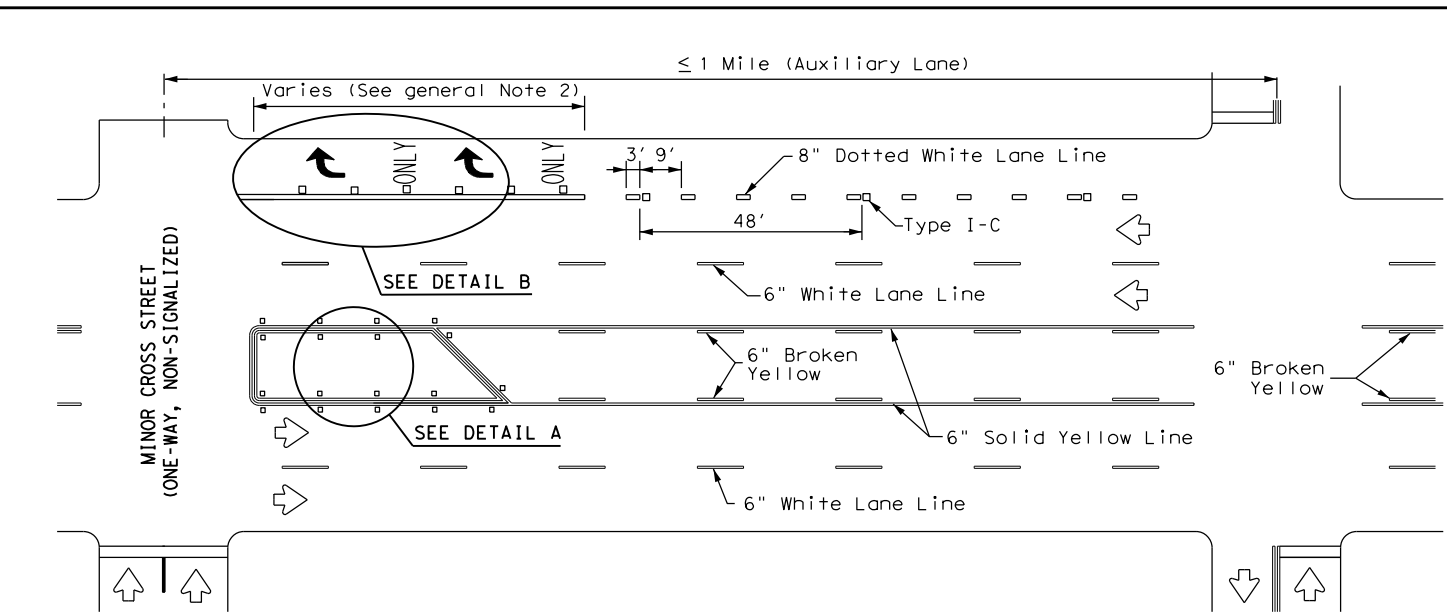 ≤ 1 Mile (Auxiliary Lane)
Varies (See general Note 2)
ONLY
ONLY
3' 9'
8" Dotted White Lane Line
48'
Type I-C
SEE DETAIL B
6" White Lane Line
MINOR CROSS STREET
(ONE-WAY, NON-SIGNALIZED)
6" Broken
Yellow
6" Broken
Yellow
SEE DETAIL A
6" Solid Yellow Line
6" White Lane Line